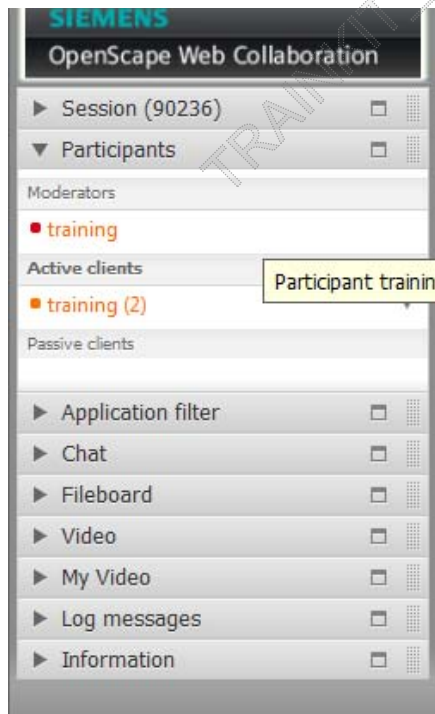 SIEMENS
OpenScape Web Collaboration
Session (90236)
Participants
Moderators
training
Active clients
Participant trainin
training (2)
Passive clients
Application filter
Chat
Fileboard
Video
My Video
Log messages
Information